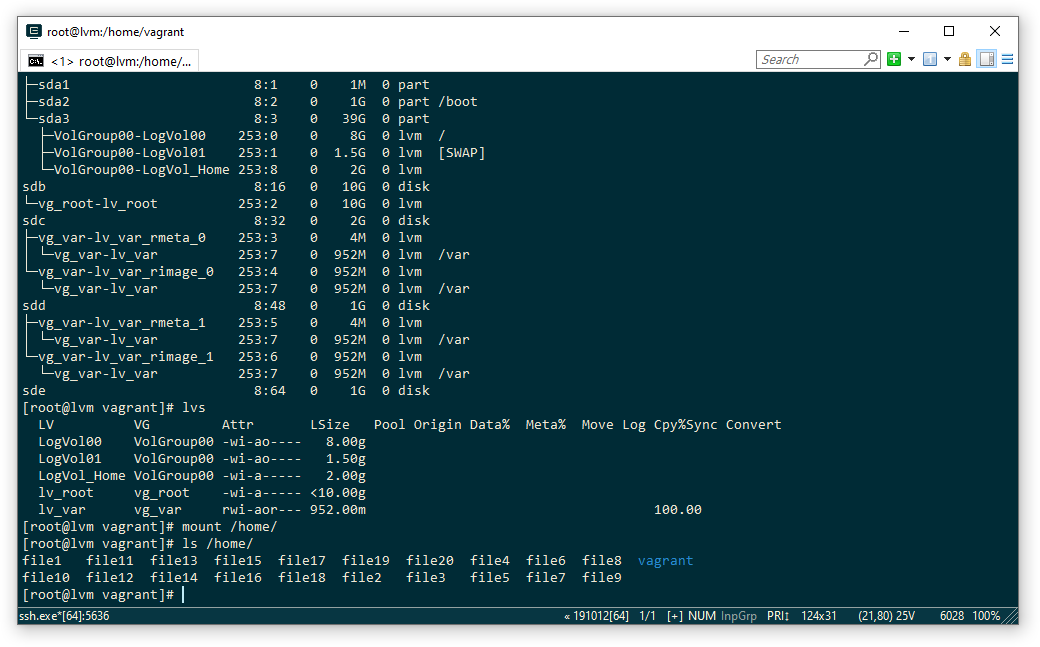 root@lvm:/home/vagrant
<1> root@lvm:/home/...
Search
├─sda1                       8:1    0    1M  0 part
├─sda2                       8:2    0    1G  0 part /boot
└─sda3                       8:3    0   39G  0 part
  ├─VolGroup00-LogVol00    253:0    0    8G  0 lvm  /
  ├─VolGroup00-LogVol01    253:1    0  1.5G  0 lvm  [SWAP]
  └─VolGroup00-LogVol_Home 253:8    0    2G  0 lvm
sdb                          8:16   0   10G  0 disk
└─vg_root-lv_root          253:2    0   10G  0 lvm
sdc                          8:32   0    2G  0 disk
├─vg_var-lv_var_rmeta_0    253:3    0    4M  0 lvm
│ └─vg_var-lv_var          253:7    0  952M  0 lvm  /var
└─vg_var-lv_var_rimage_0   253:4    0  952M  0 lvm
  └─vg_var-lv_var          253:7    0  952M  0 lvm  /var
sdd                          8:48   0    1G  0 disk
├─vg_var-lv_var_rmeta_1    253:5    0    4M  0 lvm
│ └─vg_var-lv_var          253:7    0  952M  0 lvm  /var
└─vg_var-lv_var_rimage_1   253:6    0  952M  0 lvm
  └─vg_var-lv_var          253:7    0  952M  0 lvm  /var
sde                          8:64   0    1G  0 disk
[root@lvm vagrant]# lvs
  LV          VG         Attr       LSize   Pool Origin Data%  Meta%  Move Log Cpy%Sync Convert
  LogVol00    VolGroup00 -wi-ao----   8.00g
  LogVol01    VolGroup00 -wi-ao----   1.50g
  LogVol_Home VolGroup00 -wi-a-----   2.00g
  lv_root     vg_root    -wi-a----- <10.00g
  lv_var      vg_var     rwi-aor--- 952.00m                                    100.00
[root@lvm vagrant]# mount /home/
[root@lvm vagrant]# ls /home/
file1   file11  file13  file15  file17  file19  file20  file4  file6  file8  vagrant
file10  file12  file14  file16  file18  file2   file3   file5  file7  file9
[root@lvm vagrant]#
ssh.exe*[64]:5636 « 191012[64] 1/1 [+] NUM InpGrp PRI↕ 124x31 (21,80) 25V 6028 100%